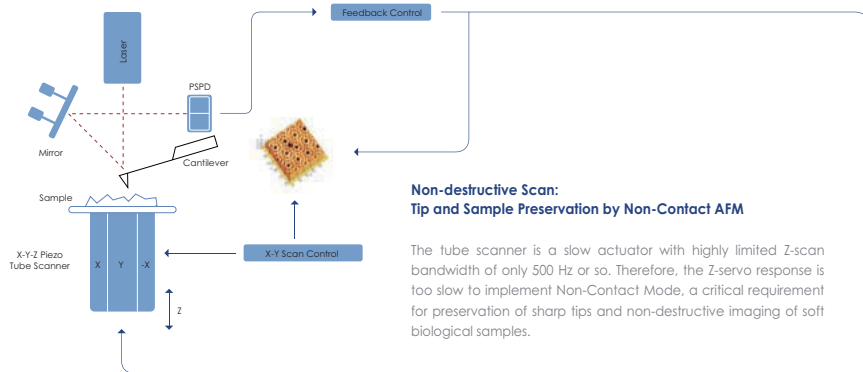 Feedback Control
Laser
PSPD
Mirror
Cantilever
Sample
X-Y-Z Piezo
Tube Scanner
X
Y
-X
X-Y Scan Control
Z
Non-destructive Scan:
Tip and Sample Preservation by Non-Contact AFM
The tube scanner is a slow actuator with highly limited Z-scan
bandwidth of only 500 Hz or so. Therefore, the Z-servo response is
too slow to implement Non-Contact Mode, a critical requirement
for preservation of sharp tips and non-destructive imaging of soft
biological samples.